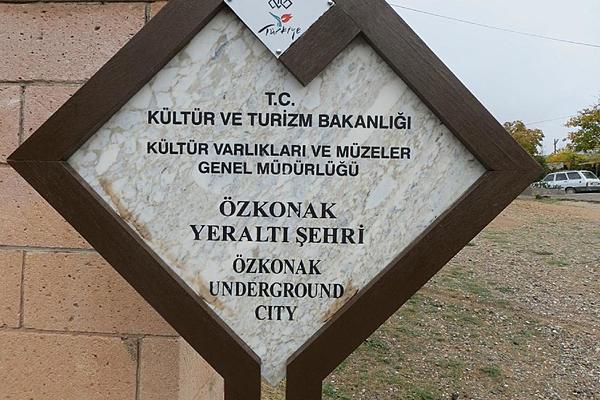 Türkiye
T.C.
KÜLTÜR VE TURİZM BAKANLIĞI
KÜLTÜR VARLIKLARI VE MÜZELER
GENEL MÜDÜRLÜĞÜ
ÖZKONAK
YERALTI ŞEHRİ
ÖZKONAK
UNDERGROUND
CITY